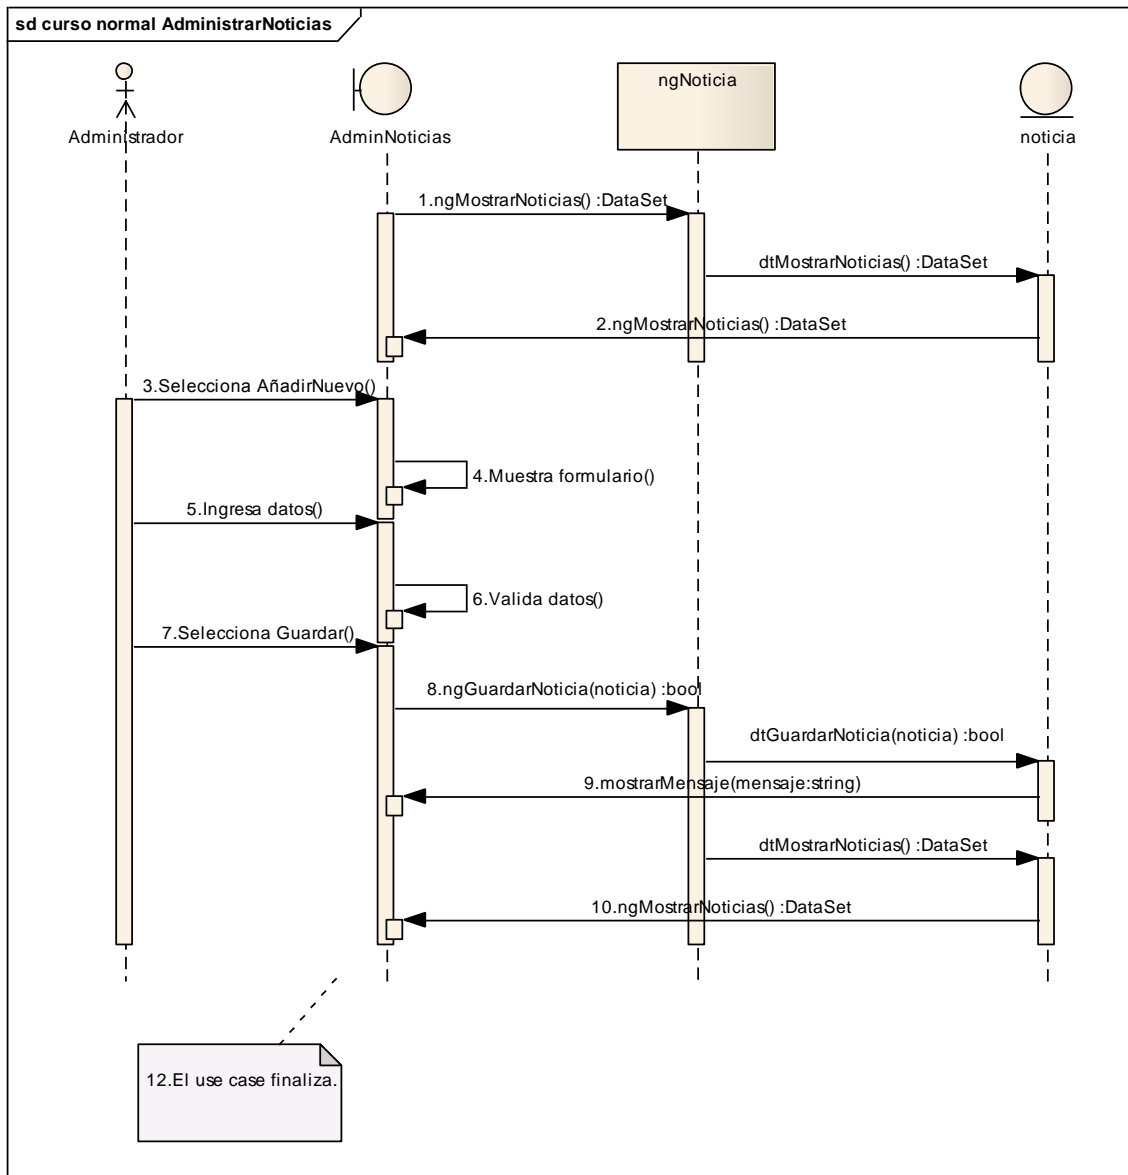 sd curso normal AdministrarNoticias
Administrador
AdminNoticias
ngNoticia
noticia
1.ngMostrarNoticias() :DataSet
dtMostrarNoticias() :DataSet
2.ngMostrarNoticias() :DataSet
3.Selecciona AñadirNuevo()
4.Muestra formulario()
5.Ingresa datos()
6.Valida datos()
7.Selecciona Guardar()
8.ngGuardarNoticia(noticia) :bool
dtGuardarNoticia(noticia) :bool
9.mostrarMensaje(mensaje:string)
dtMostrarNoticias() :DataSet
10.ngMostrarNoticias() :DataSet
12.El use case finaliza.